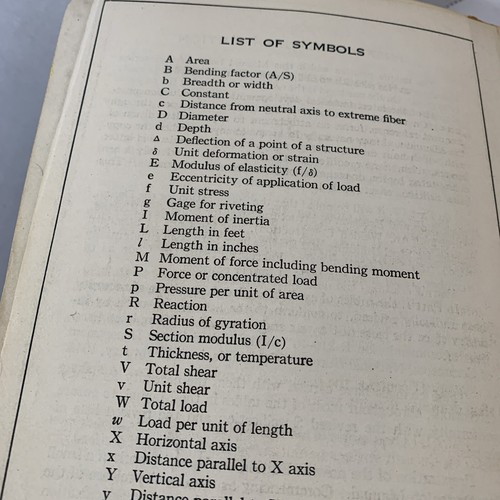 LIST OF SYMBOLS
A Area
B Bending factor (A/S)
b Breadth or width
C Constant
c Distance from neutral axis to extreme fiber
D Diameter
d Depth
Δ Deflection of a point of a structure
δ Unit deformation or strain
E Modulus of elasticity (f/δ)
e Eccentricity of application of load
f Unit stress
g Gage for riveting
I Moment of inertia
L Length in feet
l Length in inches
M Moment of force including bending moment
P Force or concentrated load
p Pressure per unit of area
R Reaction
r Radius of gyration
S Section modulus (I/c)
t Thickness, or temperature
V Total shear
v Unit shear
W Total load
w Load per unit of length
X Horizontal axis
x Distance parallel to X axis
Y Vertical axis
y Distance